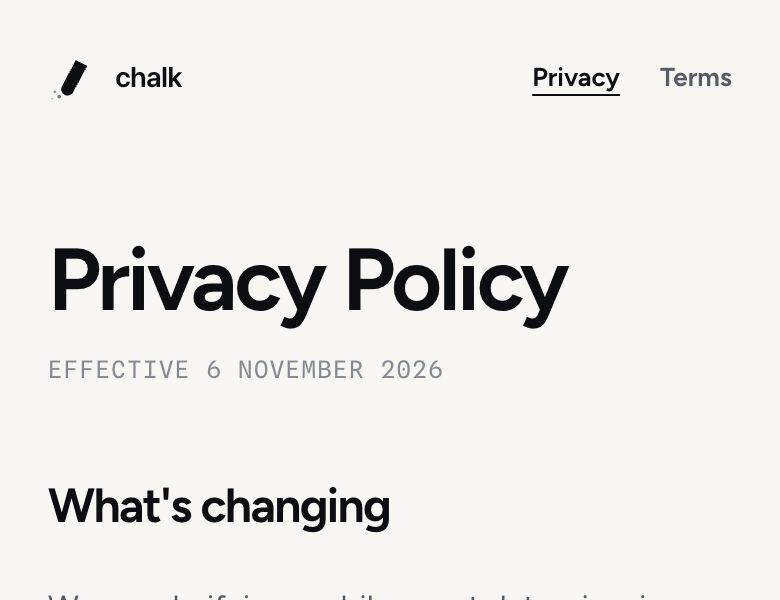 chalk
Privacy Terms
Privacy Policy
EFFECTIVE 6 NOVEMBER 2026
What's changing